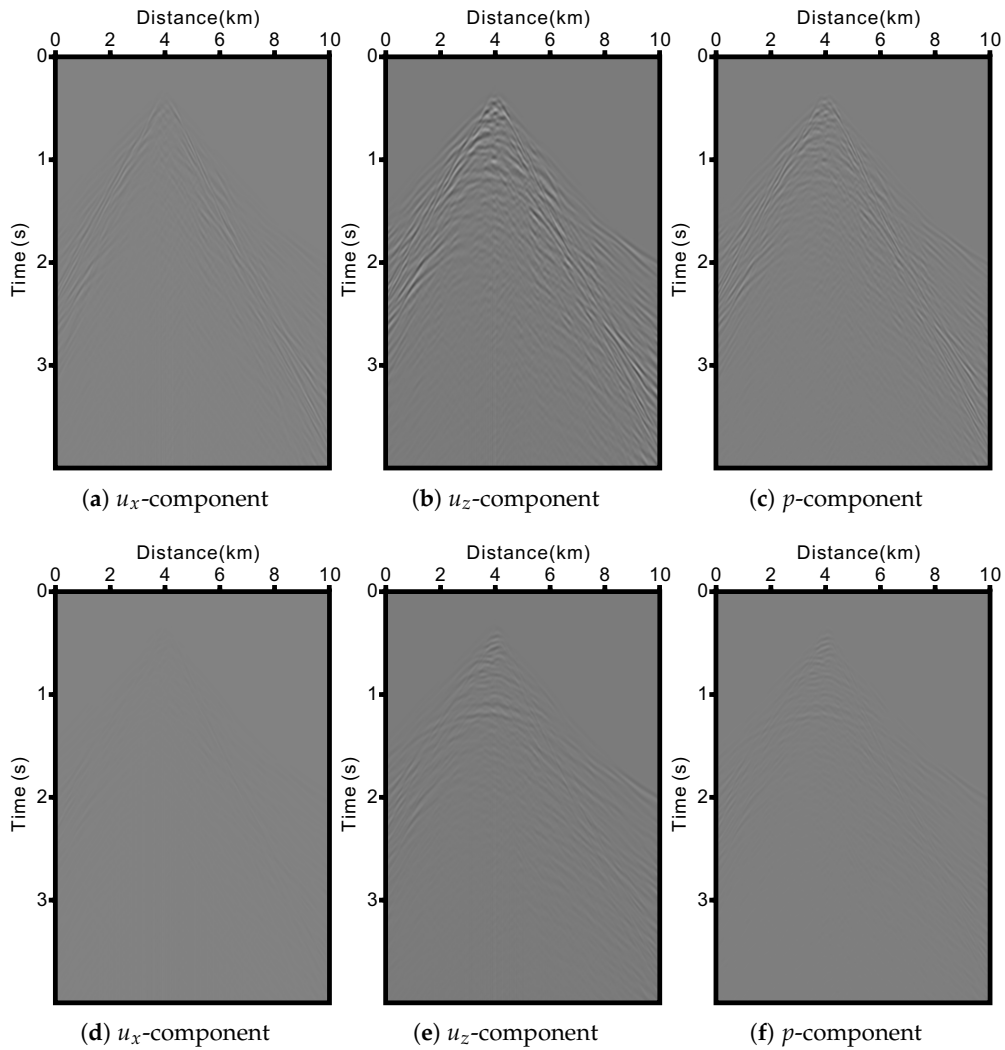 Distance(km) Distance(km) Distance(km)
0 2 4 6 8 10 0 2 4 6 8 10 0 2 4 6 8 10
0 0 0
1 1 1
Time (s) Time (s) Time (s)
2 2 2
3 3 3
(a) uₓ-component (b) u_z-component (c) p-component
Distance(km) Distance(km) Distance(km)
0 2 4 6 8 10 0 2 4 6 8 10 0 2 4 6 8 10
0 0 0
1 1 1
Time (s) Time (s) Time (s)
2 2 2
3 3 3
(d) uₓ-component (e) u_z-component (f) p-component